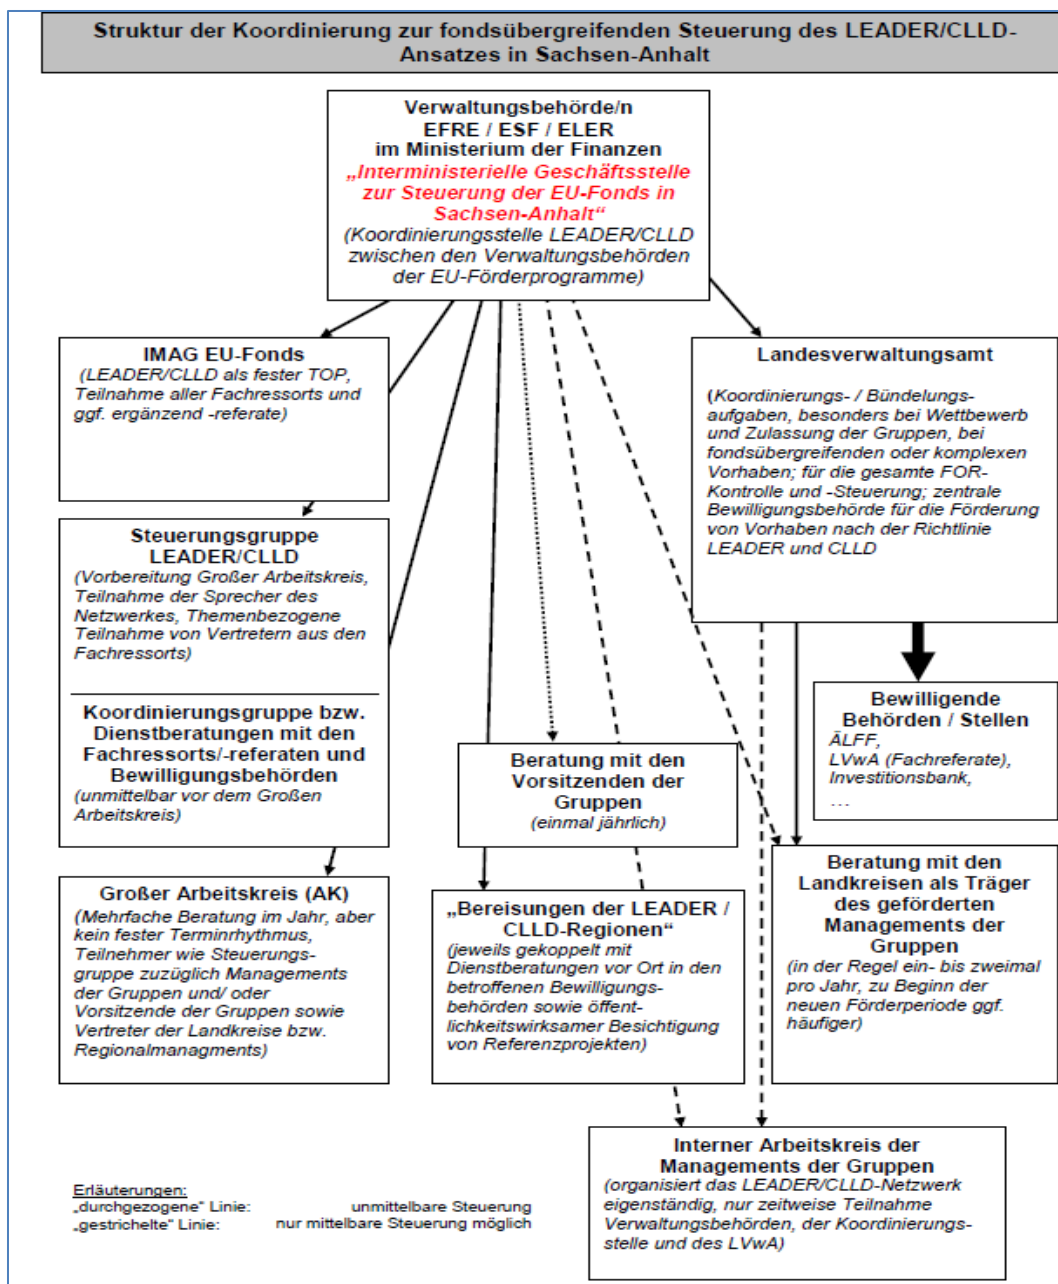 Struktur der Koordinierung zur fondsübergreifenden Steuerung des LEADER/CLLD-
Ansatzes in Sachsen-Anhalt
Verwaltungsbehörde/n
EFRE / ESF / ELER
im Ministerium der Finanzen
„Interministerielle Geschäftsstelle
zur Steuerung der EU-Fonds in
Sachsen-Anhalt“
(Koordinierungsstelle LEADER/CLLD
zwischen den Verwaltungsbehörden
der EU-Förderprogramme)
IMAG EU-Fonds
(LEADER/CLLD als fester TOP,
Teilnahme aller Fachressorts und
ggf. ergänzend -referate)
Landesverwaltungsamt
(Koordinierungs- / Bündelungs-
aufgaben, besonders bei Wettbewerb
und Zulassung der Gruppen, bei
fondsübergreifenden oder komplexen
Vorhaben; für die gesamte FOR-
Kontrolle und -Steuerung; zentrale
Bewilligungsbehörde für die Förderung
von Vorhaben nach der Richtlinie
LEADER und CLLD
Steuerungsgruppe
LEADER/CLLD
(Vorbereitung Großer Arbeitskreis,
Teilnahme der Sprecher des
Netzwerkes, Themenbezogene
Teilnahme von Vertretern aus den
Fachressorts)
Koordinierungsgruppe bzw.
Dienstberatungen mit den
Fachressorts/-referaten und
Bewilligungsbehörden
(unmittelbar vor dem Großen
Arbeitskreis)
Bewilligende
Behörden / Stellen
ÄLFF,
LVwA (Fachreferate),
Investitionsbank,
…
Beratung mit den
Vorsitzenden der
Gruppen
(einmal jährlich)
Großer Arbeitskreis (AK)
(Mehrfache Beratung im Jahr, aber
kein fester Terminrhythmus,
Teilnehmer wie Steuerungs-
gruppe zuzüglich Managements
der Gruppen und/ oder
Vorsitzende der Gruppen sowie
Vertreter der Landkreise bzw.
Regionalmanagments)
„Bereisungen der LEADER /
CLLD-Regionen“
(jeweils gekoppelt mit
Dienstberatungen vor Ort in den
betroffenen Bewilligungs-
behörden sowie öffent-
lichkeitswirksamer Besichtigung
von Referenzprojekten)
Beratung mit den
Landkreisen als Träger
des geförderten
Managements der
Gruppen
(in der Regel ein- bis zweimal
pro Jahr, zu Beginn der
neuen Förderperiode ggf.
häufiger)
Interner Arbeitskreis der
Managements der Gruppen
(organisiert das LEADER/CLLD-Netzwerk
eigenständig, nur zeitweise Teilnahme
Verwaltungsbehörden, der Koordinierungs-
stelle und des LVwA)
Erläuterungen:
„durchgezogene“ Linie: unmittelbare Steuerung
„gestrichelte“ Linie: nur mittelbare Steuerung möglich